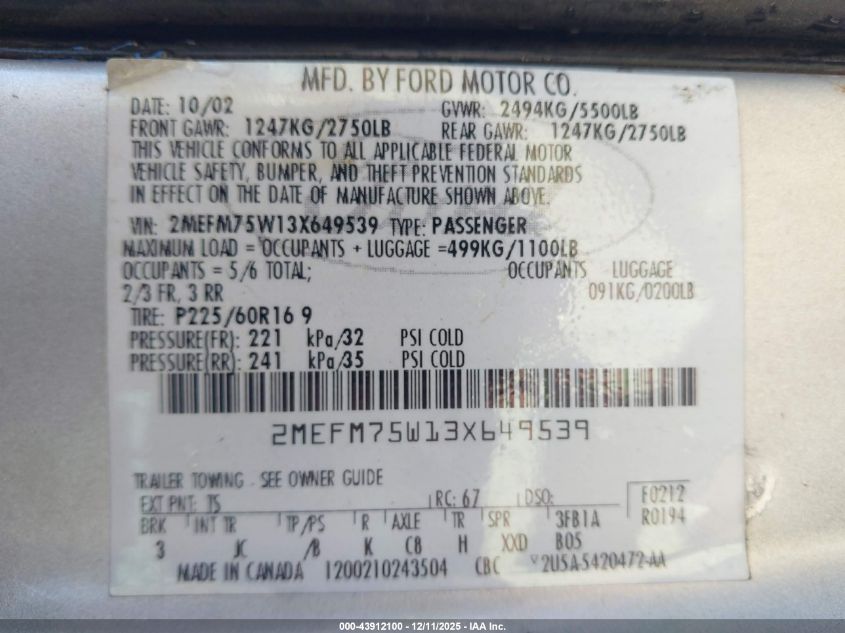 MFD. BY FORD MOTOR CO.
DATE: 10/02 GVWR: 2494KG/5500LB
FRONT GAWR: 1247KG/2750LB REAR GAWR: 1247KG/2750LB
THIS VEHICLE CONFORMS TO ALL APPLICABLE FEDERAL MOTOR
VEHICLE SAFETY, BUMPER, AND THEFT PREVENTION STANDARDS
IN EFFECT ON THE DATE OF MANUFACTURE SHOWN ABOVE.
VIN: 2MEFM75W13X649539 TYPE: PASSENGER
MAXIMUM LOAD = OCCUPANTS + LUGGAGE =499KG/1100LB
OCCUPANTS = 5/6 TOTAL; OCCUPANTS LUGGAGE
2/3 FR, 3 RR 091KG/0200LB
TIRE: P225/60R16 9
PRESSURE(FR): 221 kPa/32 PSI COLD
PRESSURE(RR): 241 kPa/35 PSI COLD
2MEFM75W13X649539
TRAILER TOWING - SEE OWNER GUIDE
EXT PNT: TS RC: 67 DSO: F0212
BRK INT TR TP/PS R AXLE TR SPR 3FB1A R0194
3 JC /B K C8 H XXD B05
MADE IN CANADA 1200210243504 CBC 2U5A-5420472-AA
000-43912100 - 12/11/2025 - IAA Inc.